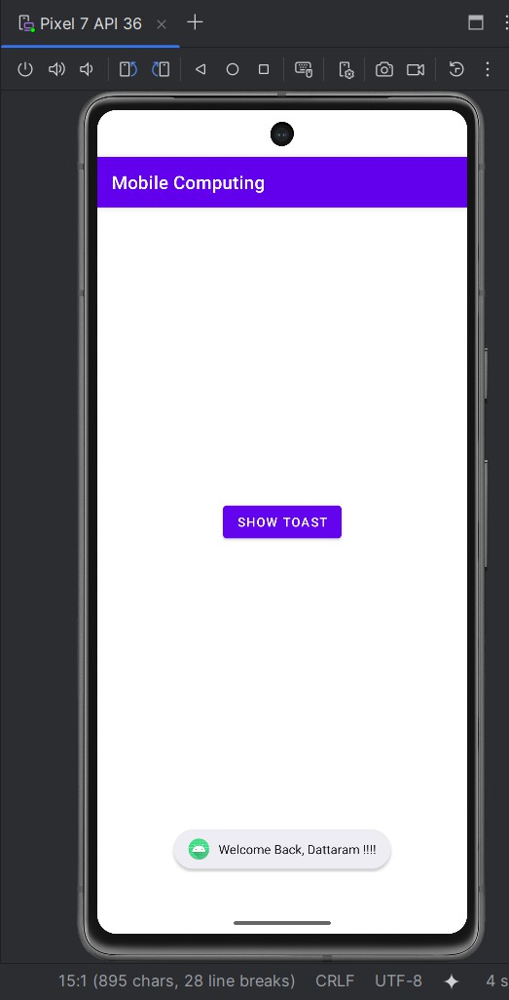 Pixel 7 API 36
Mobile Computing
SHOW TOAST
Welcome Back, Dattaram !!!!
15:1 (895 chars, 28 line breaks) CRLF UTF-8 4 s